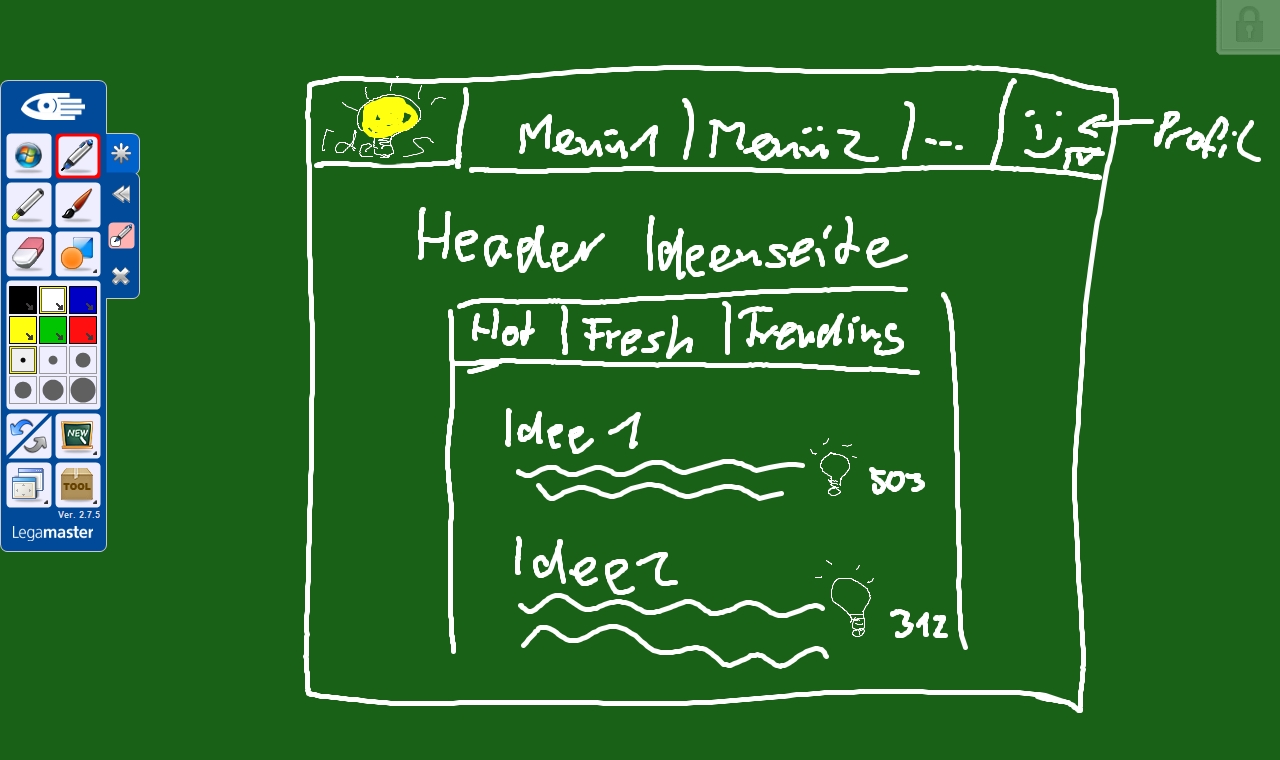 Ideas
Menü1 | Menü2 | ...
Profil
Header Ideenseite
Hot | Fresh | Trending
Idee 1
503
Idee 2
312
NEW
TOOL
Ver. 2.7.5
Legamaster